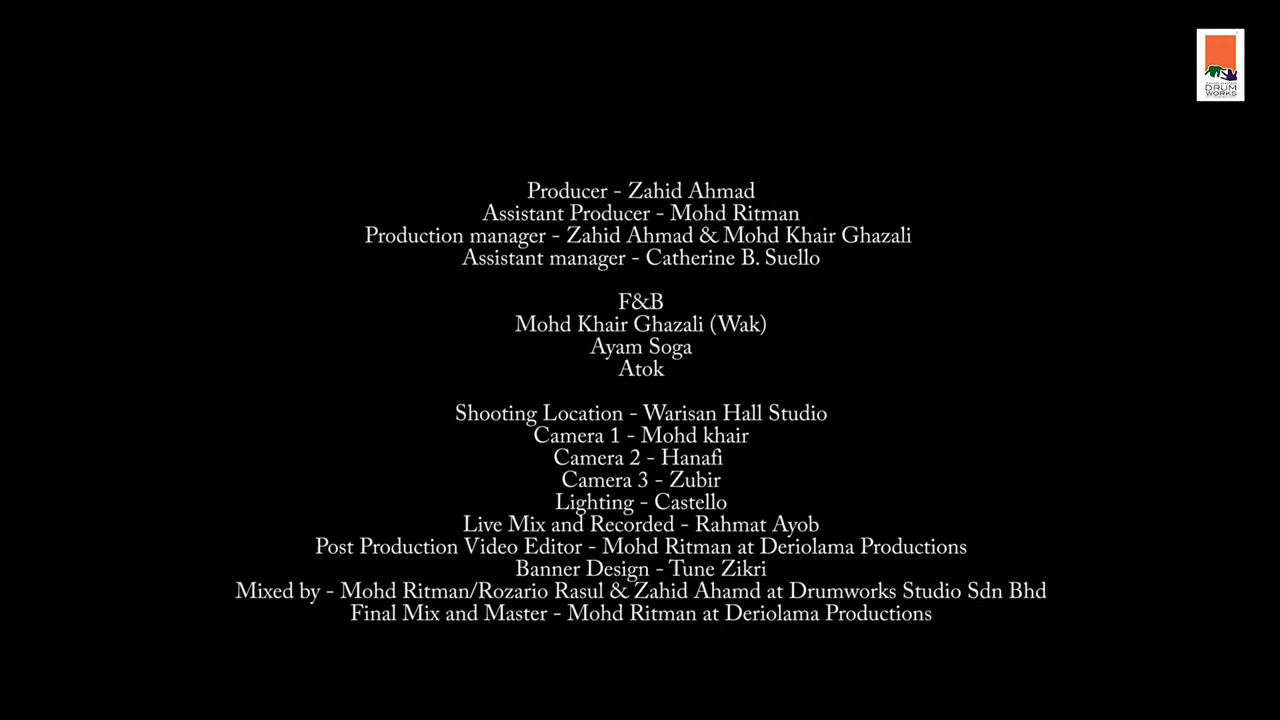 DRUM
WORKS
Producer - Zahid Ahmad
Assistant Producer - Mohd Ritman
Production manager - Zahid Ahmad & Mohd Khair Ghazali
Assistant manager - Catherine B. Suello
F&B
Mohd Khair Ghazali (Wak)
Ayam Soga
Atok
Shooting Location - Warisan Hall Studio
Camera 1 - Mohd khair
Camera 2 - Hanafi
Camera 3 - Zubir
Lighting - Castello
Live Mix and Recorded - Rahmat Ayob
Post Production Video Editor - Mohd Ritman at Deriolama Productions
Banner Design - Tune Zikri
Mixed by - Mohd Ritman/Rozario Rasul & Zahid Ahamd at Drumworks Studio Sdn Bhd
Final Mix and Master - Mohd Ritman at Deriolama Productions